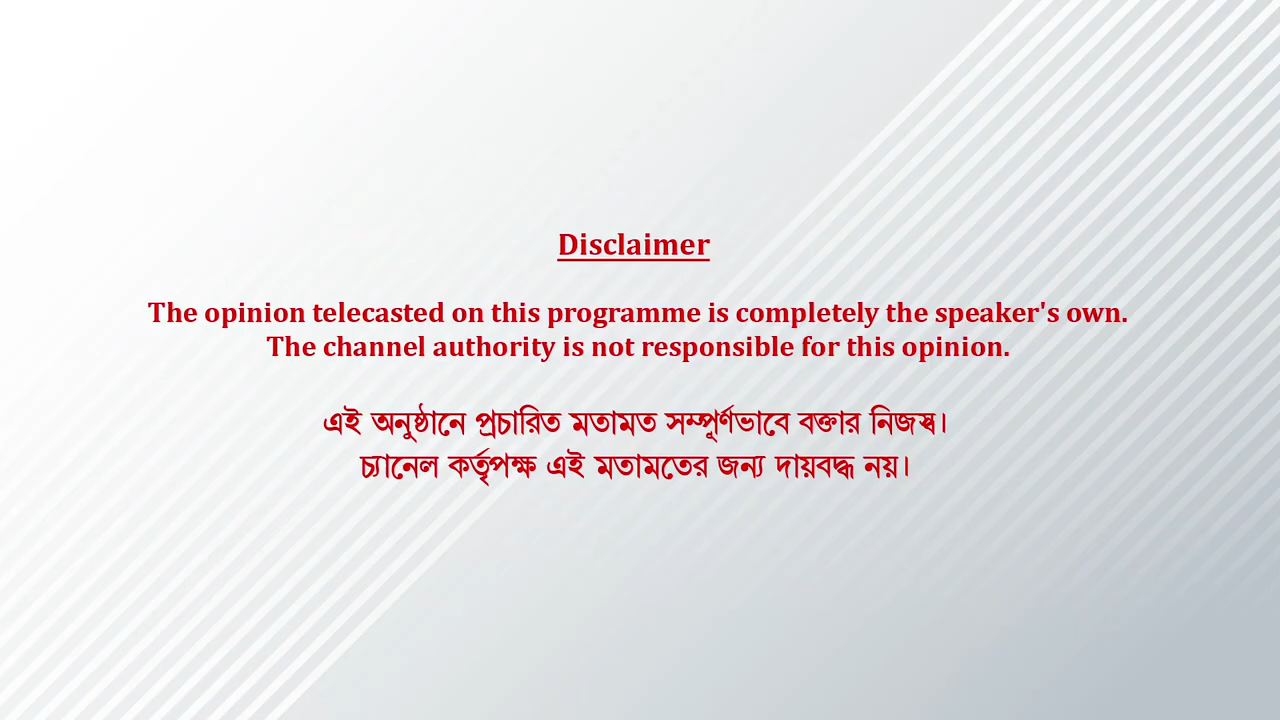 Disclaimer
The opinion telecasted on this programme is completely the speaker's own.
The channel authority is not responsible for this opinion.
এই অনুষ্ঠানে প্রচারিত মতামত সম্পূর্ণভাবে বক্তার নিজস্ব।
চ্যানেল কর্তৃপক্ষ এই মতামতের জন্য দায়বদ্ধ নয়।